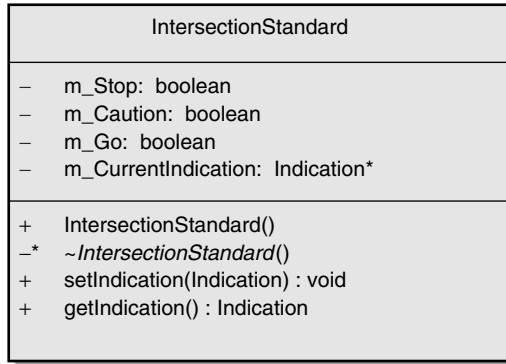 IntersectionStandard
– m_Stop: boolean
– m_Caution: boolean
– m_Go: boolean
– m_CurrentIndication: Indication*
+ IntersectionStandard()
–* ~IntersectionStandard()
+ setIndication(Indication) : void
+ getIndication() : Indication